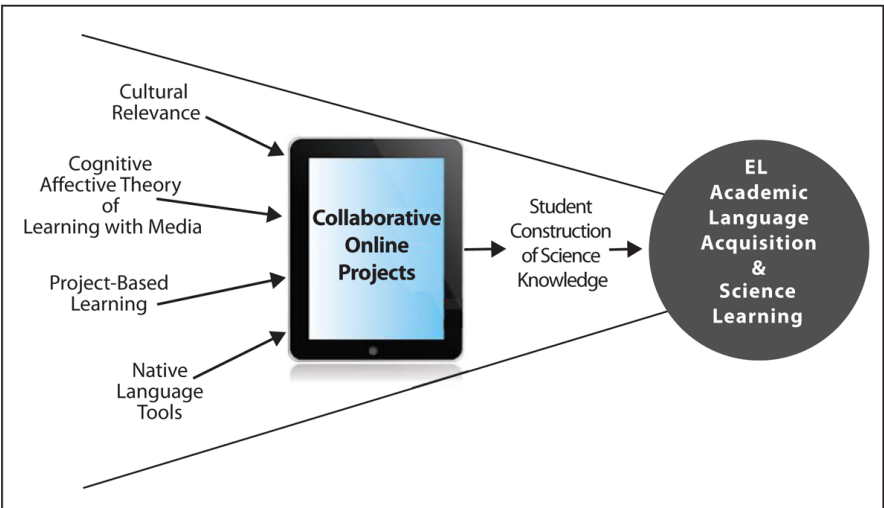 Cultural
Relevance
Cognitive
Affective Theory
of
Learning with Media
Project-Based
Learning
Native
Language
Tools
Collaborative
Online
Projects
Student
Construction
of Science
Knowledge
EL
Academic
Language
Acquisition
&
Science
Learning